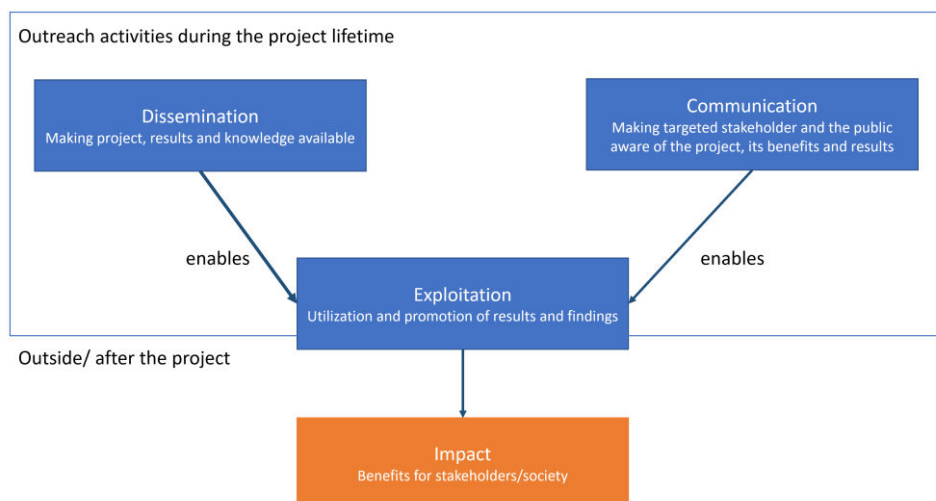 Outreach activities during the project lifetime
Dissemination
Making project, results and knowledge available
Communication
Making targeted stakeholder and the public
aware of the project, its benefits and results
enables
enables
Exploitation
Utilization and promotion of results and findings
Outside/ after the project
Impact
Benefits for stakeholders/society